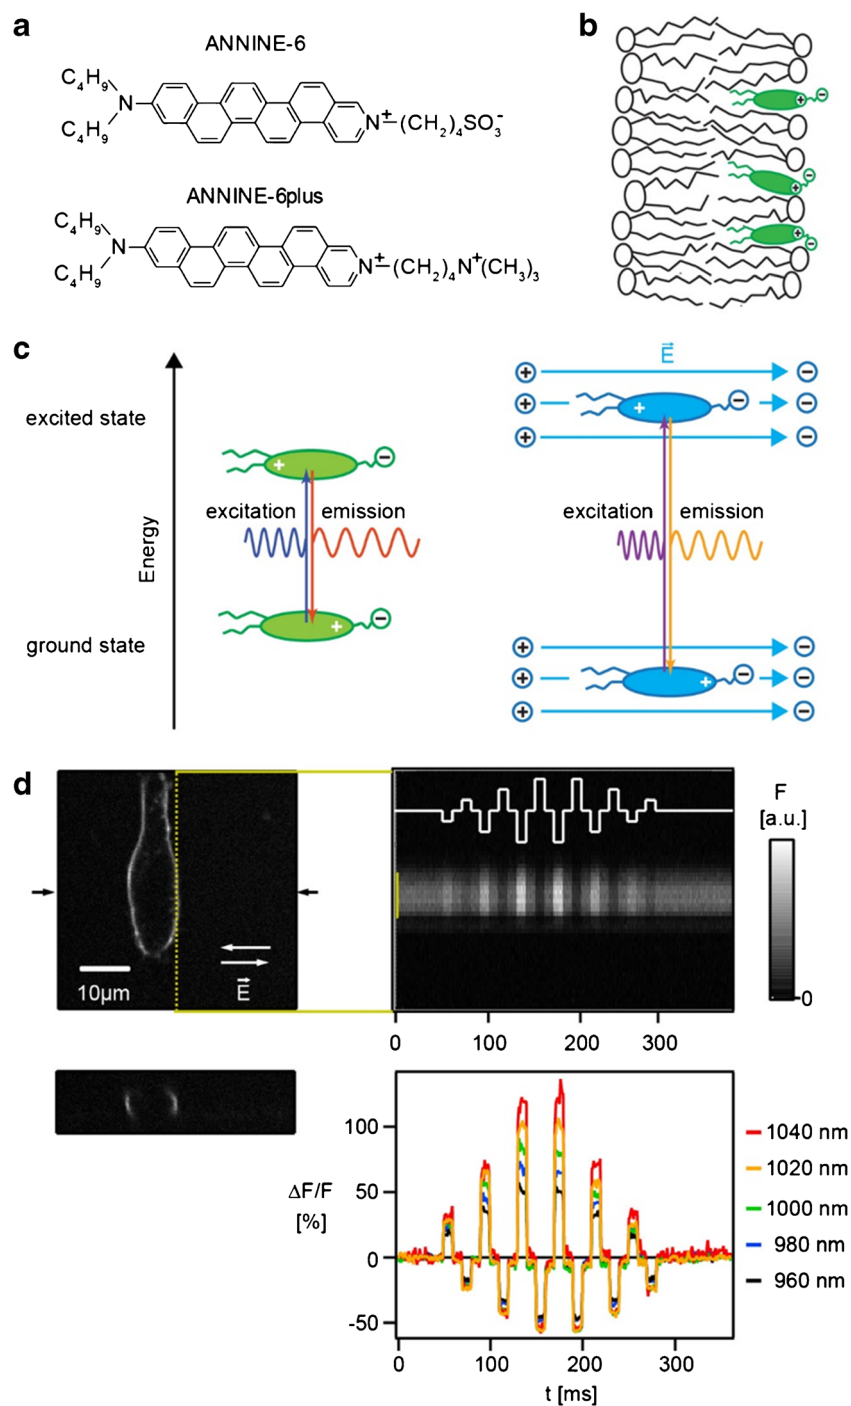 a
ANNINE-6
C4H9
N
C4H9
N+–(CH2)4SO3-
ANNINE-6plus
C4H9
N
C4H9
N+–(CH2)4N+(CH3)3
b
+ -
+ -
+ -
c
Energy
excited state
ground state
+ -
excitation emission
+ -
E
+ -
+ + - -
+ -
excitation emission
+ -
+ + - -
+ -
d
10µm
E
F
[a.u.]
0
0 100 200 300
ΔF/F
[%]
100
50
0
-50
0 100 200 300
t [ms]
1040 nm
1020 nm
1000 nm
980 nm
960 nm